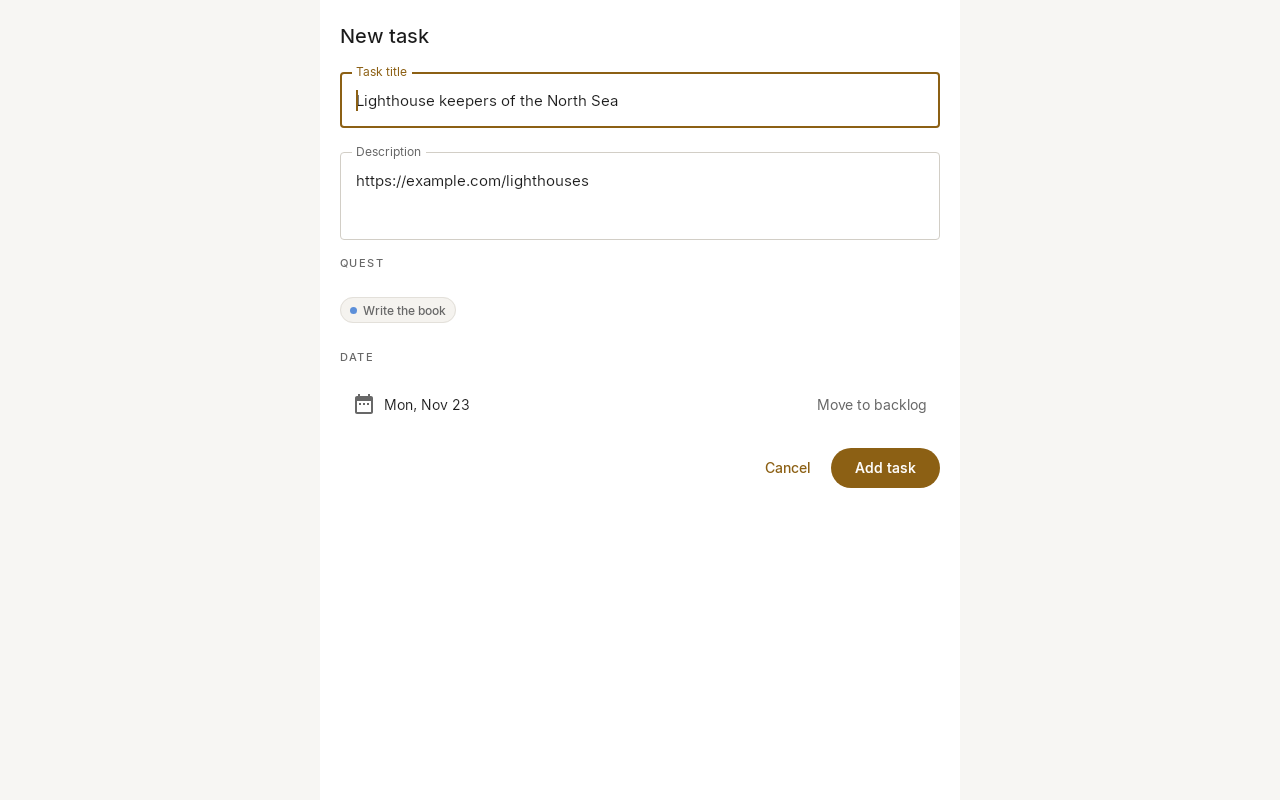 New task
Task title
Lighthouse keepers of the North Sea
Description
https://example.com/lighthouses
QUEST
Write the book
DATE
Mon, Nov 23
Move to backlog
Cancel
Add task